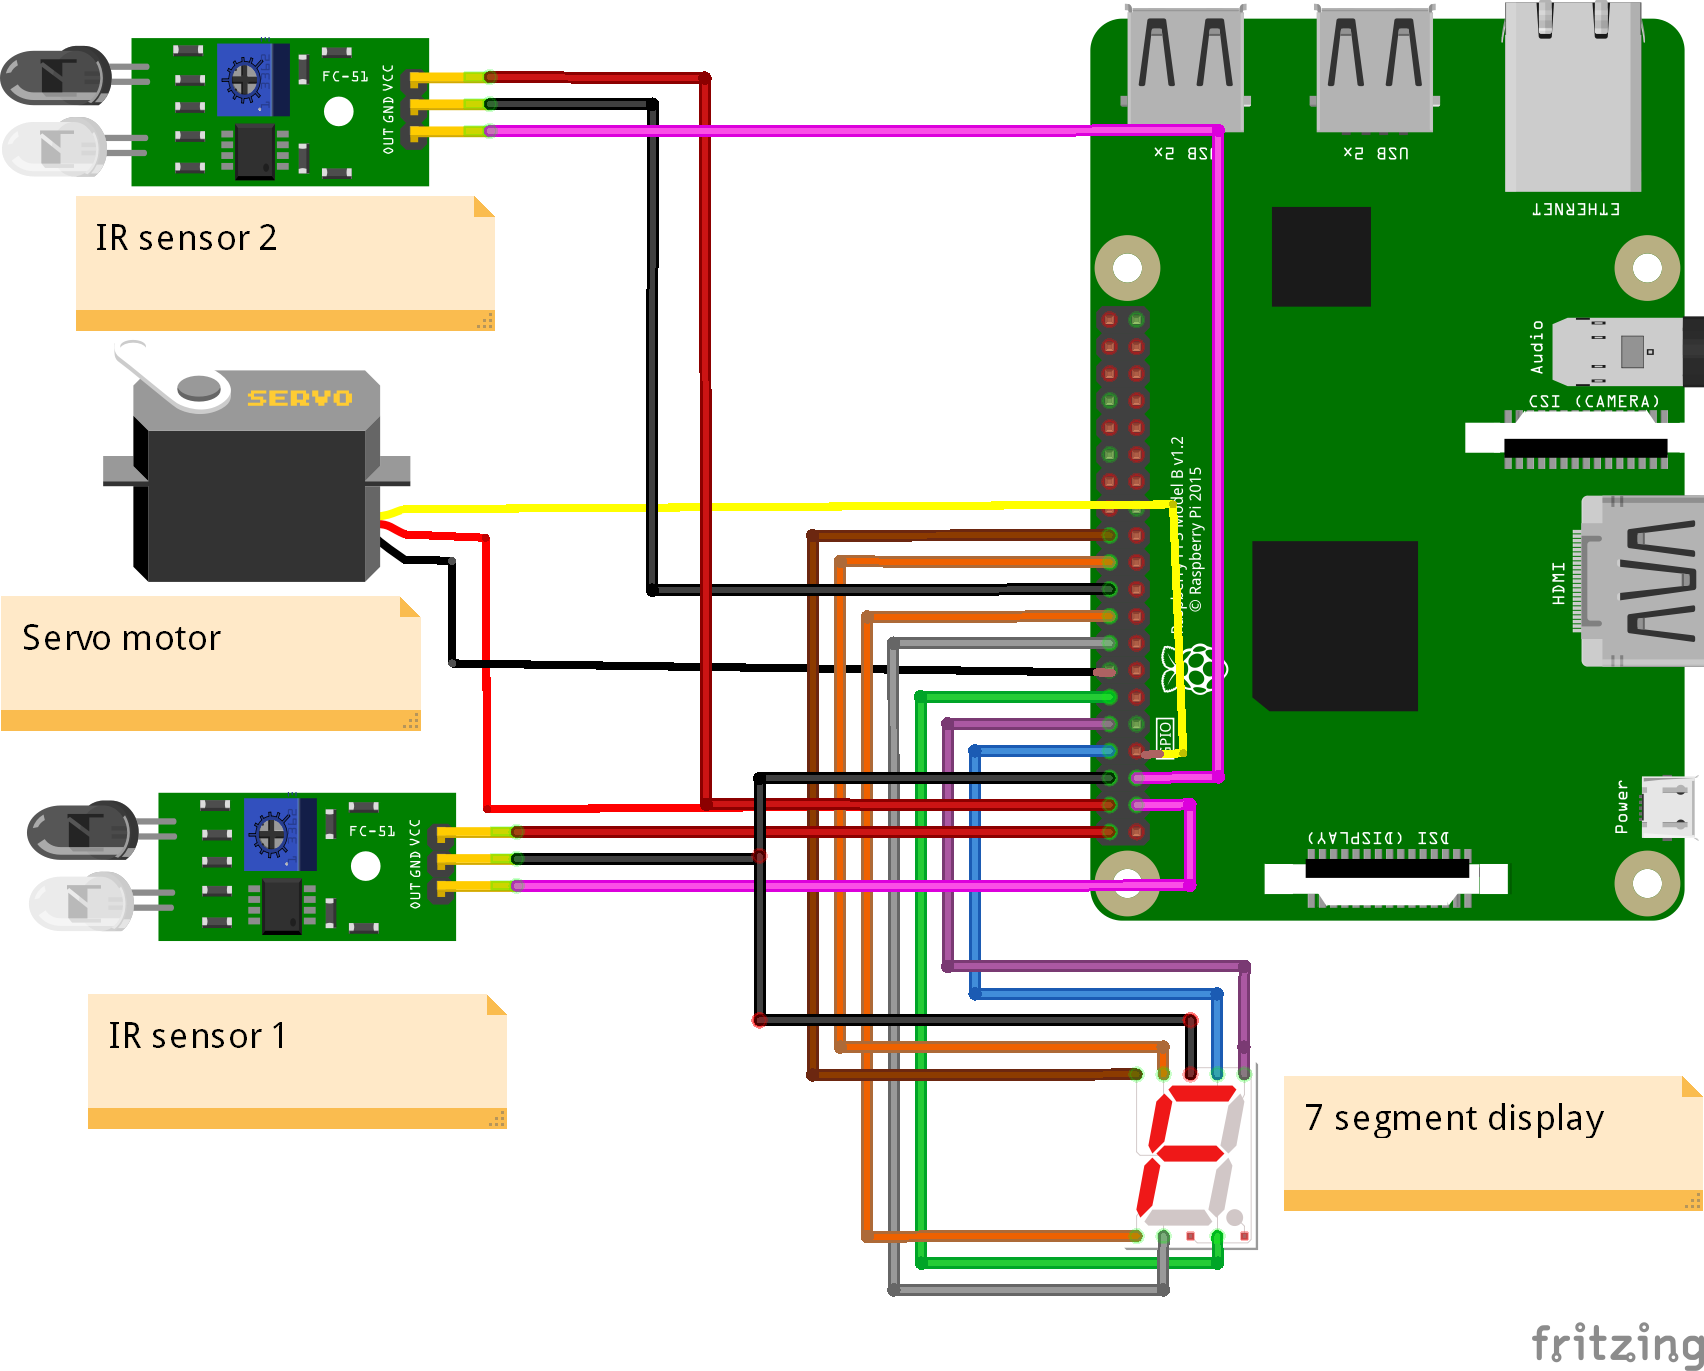 FC-51
VCC
GND
OUT
IR sensor 2
SERVO
Servo motor
FC-51
VCC
GND
OUT
IR sensor 1
USB 2x
USB 2x
ETHERNET
Audio
CSI (CAMERA)
HDMI
Raspberry Pi 3 Model B v1.2
© Raspberry Pi 2015
GPIO
Power
DSI (DISPLAY)
7 segment display
fritzing